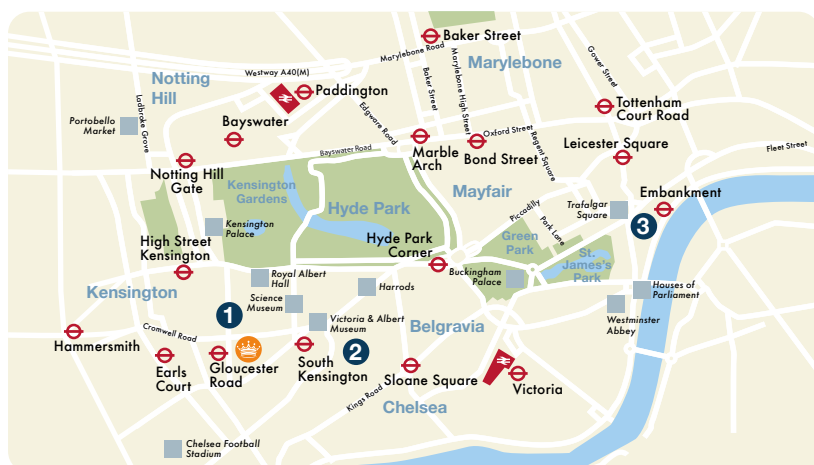 Baker Street
Marylebone Road
Marylebone
Gower Street
Notting
Hill
Westway A40(M)
Paddington
Baker Street
Marylebone High Street
Portobello
Market
Ladbroke Grove
Bayswater
Edgware Road
Tottenham
Court Road
Oxford Street
Regent Square
Leicester Square
Fleet Street
Bayswater Road
Marble
Arch
Bond Street
Notting Hill
Gate
Kensington
Gardens
Mayfair
Embankment
Hyde Park
Piccadilly
Trafalgar
Square
3
Kensington
Palace
Park Lane
High Street
Kensington
Hyde Park
Corner
Green
Park
St.
James's
Park
Royal Albert
Hall
Buckingham
Palace
Kensington
Science
Museum
Harrods
Houses of
Parliament
1
Victoria & Albert
Museum
Belgravia
Westminster
Abbey
Hammersmith
Cromwell Road
2
Earls
Court
Gloucester
Road
South
Kensington
Sloane Square
Victoria
Kings Road
Chelsea
Chelsea Football
Stadium